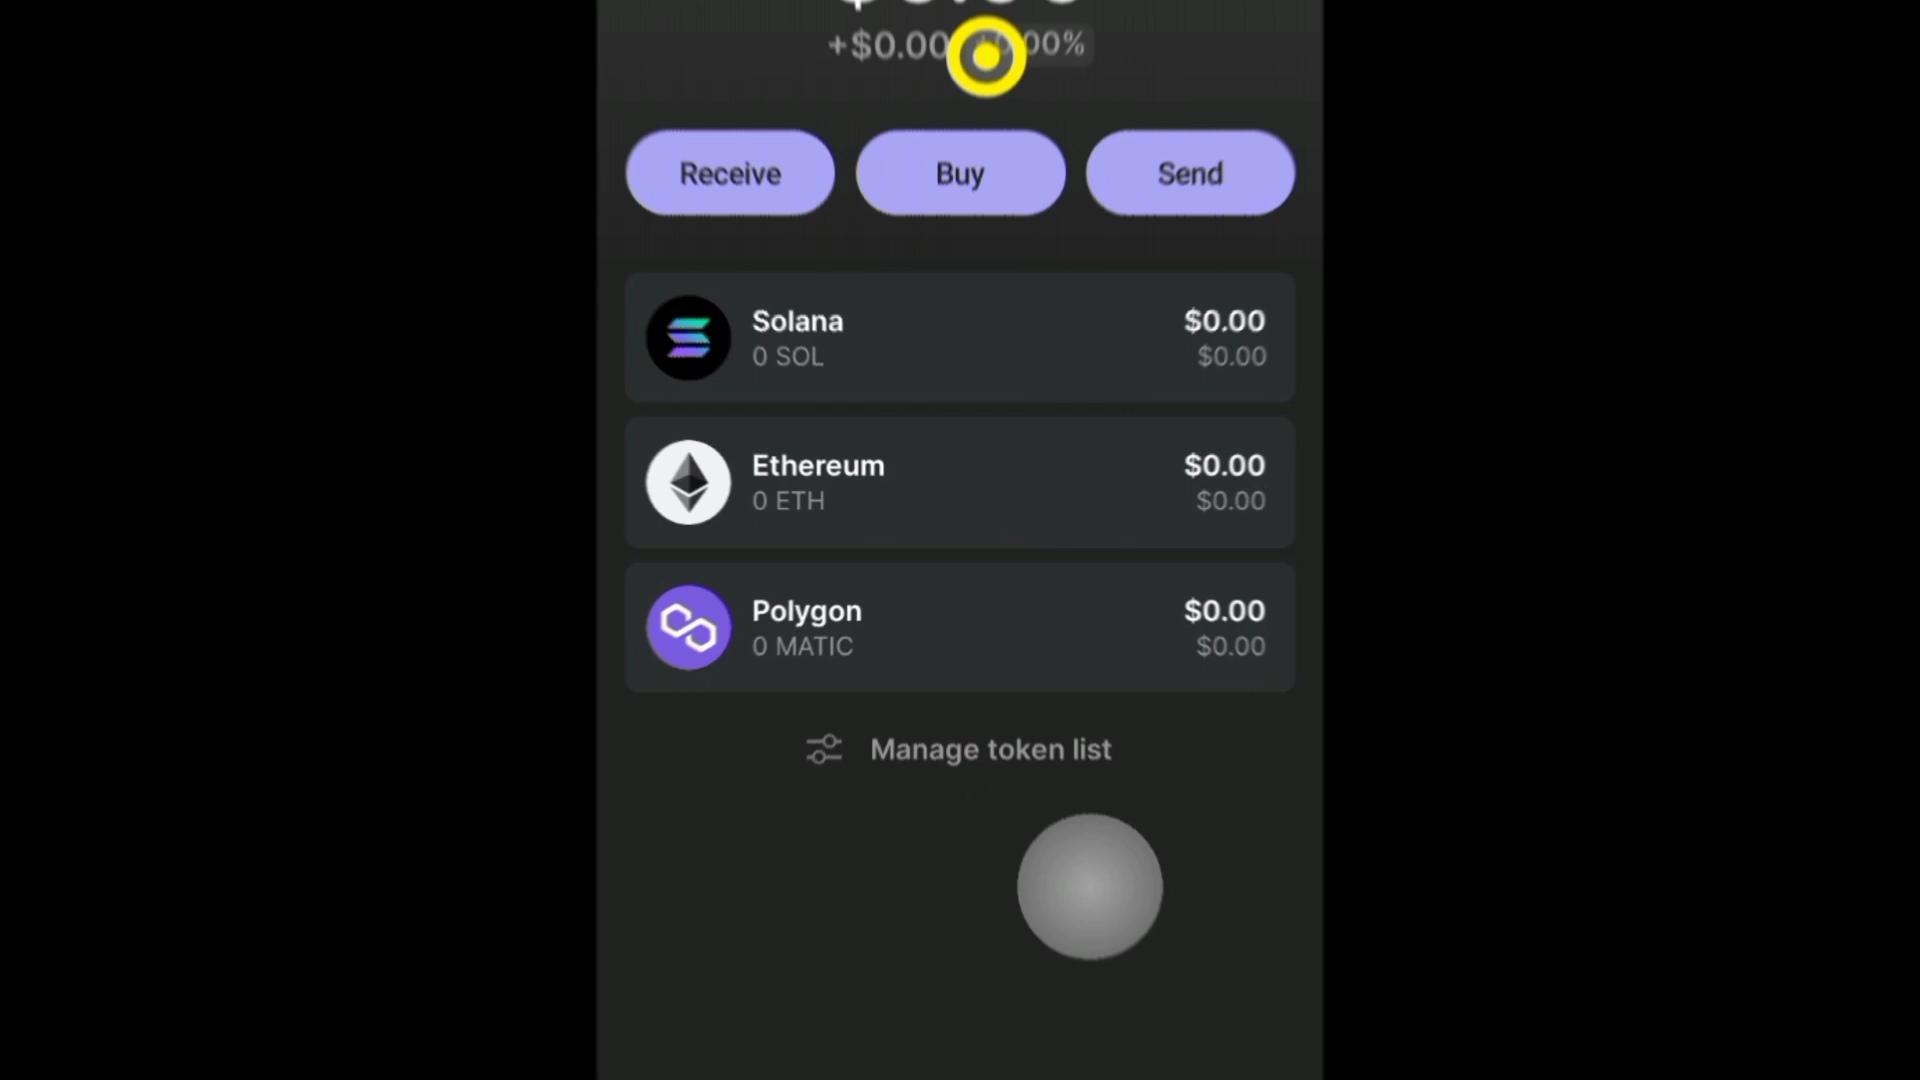 +$0.00 00%
Receive Buy Send
Solana $0.00
0 SOL $0.00
Ethereum $0.00
0 ETH $0.00
Polygon $0.00
0 MATIC $0.00
Manage token list